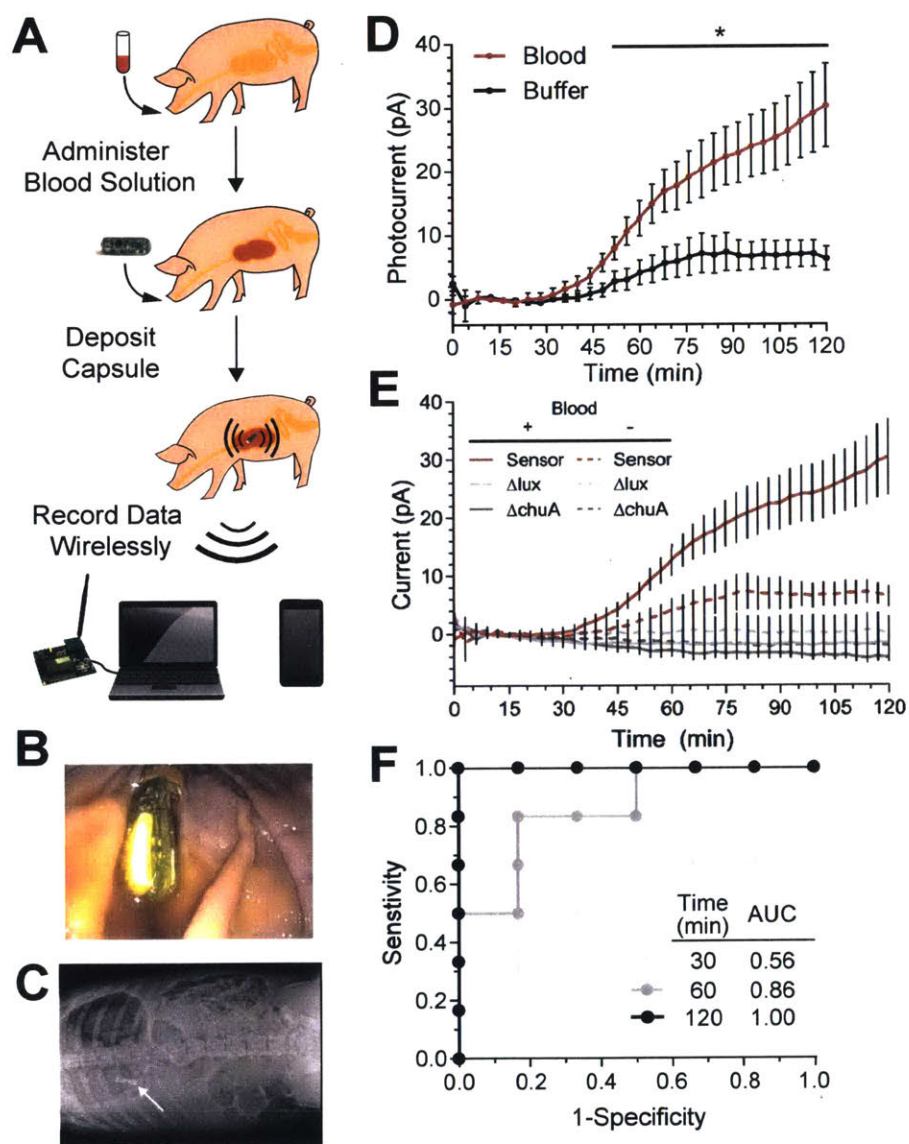 A
Administer
Blood Solution
Deposit
Capsule
Record Data
Wirelessly
B
C
D
*
Blood
Buffer
Photocurrent (pA)
40
30
20
10
0
0 15 30 45 60 75 90 105 120
Time (min)
E
Blood
+ -
Sensor Sensor
Δlux Δlux
ΔchuA ΔchuA
Current (pA)
40
30
20
10
0
0 15 30 45 60 75 90 105 120
Time (min)
F
Senstivity
1.0
0.8
0.6
0.4
0.2
0.0
0.0 0.2 0.4 0.6 0.8 1.0
1-Specificity
Time
(min) AUC
30 0.56
60 0.86
120 1.00